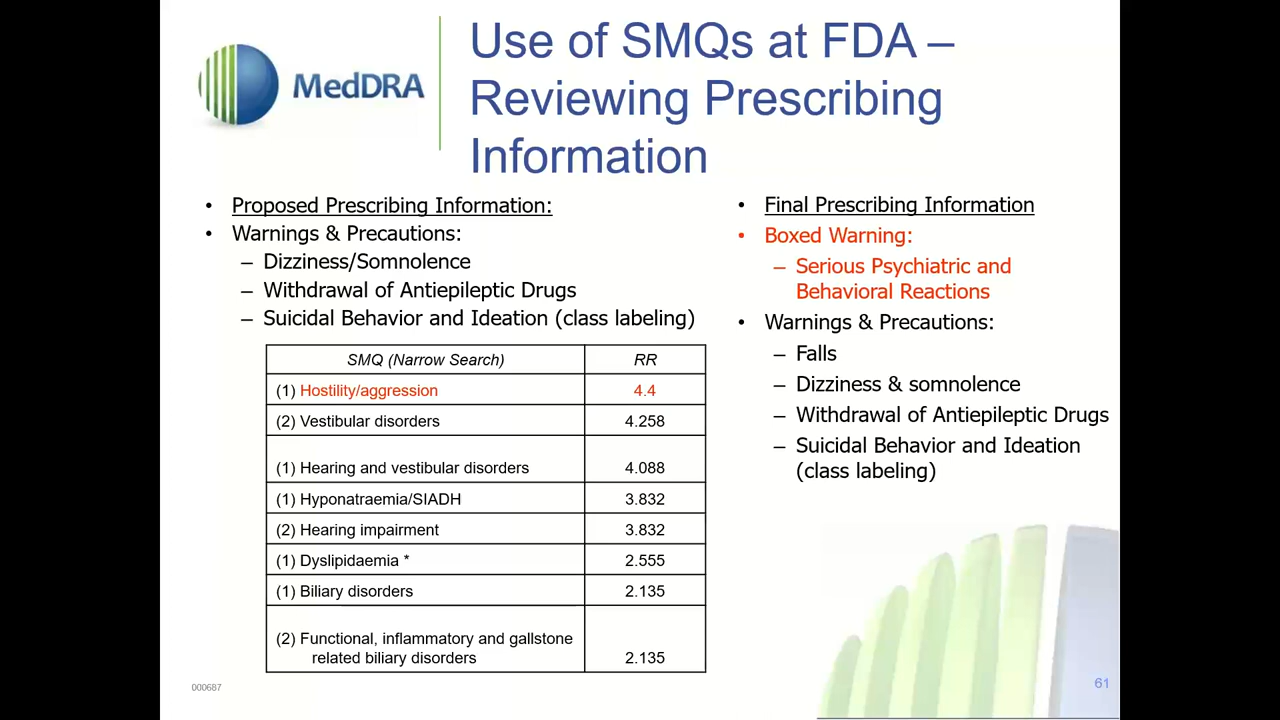 MedDRA
Use of SMQs at FDA –
Reviewing Prescribing
Information
• Proposed Prescribing Information:
• Warnings & Precautions:
– Dizziness/Somnolence
– Withdrawal of Antiepileptic Drugs
– Suicidal Behavior and Ideation (class labeling)
SMQ (Narrow Search) RR
(1) Hostility/aggression 4.4
(2) Vestibular disorders 4.258
(1) Hearing and vestibular disorders 4.088
(1) Hyponatraemia/SIADH 3.832
(2) Hearing impairment 3.832
(1) Dyslipidaemia * 2.555
(1) Biliary disorders 2.135
(2) Functional, inflammatory and gallstone
related biliary disorders 2.135
• Final Prescribing Information
• Boxed Warning:
– Serious Psychiatric and
Behavioral Reactions
• Warnings & Precautions:
– Falls
– Dizziness & somnolence
– Withdrawal of Antiepileptic Drugs
– Suicidal Behavior and Ideation
(class labeling)
000687
61